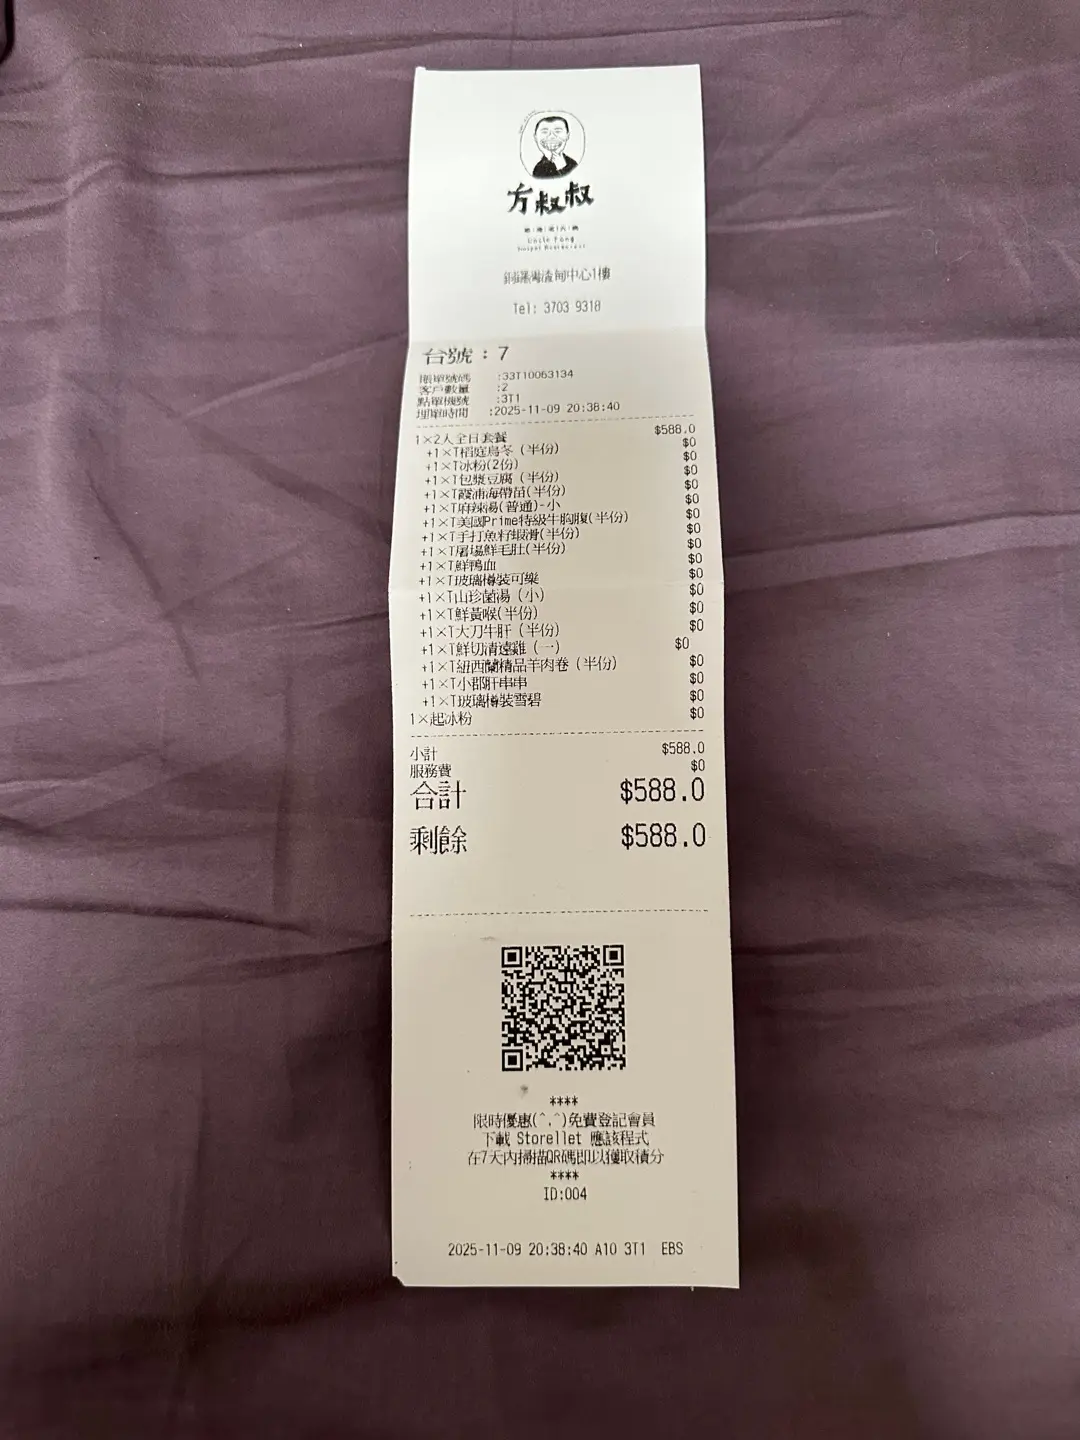 方叔叔
Uncle Fang
Hotpot Restaurant
銅鑼灣渣甸中心1樓
Tel: 3703 9318
台號：7
賬單號碼 :33T10063134
客戶數量 :2
點單機號 :3T1
埋單時間 :2025-11-09 20:38:40
1×2人全日套餐 $588.0
+1×T稻庭烏冬（半份） $0
+1×T冰粉(2份) $0
+1×T包漿豆腐（半份） $0
+1×T霞浦海帶苗(半份) $0
+1×T麻辣湯(普通)-小 $0
+1×T美國Prime特級牛胸腹(半份) $0
+1×T手打魚籽蝦滑(半份) $0
+1×T屠場鮮毛肚(半份) $0
+1×T鮮鴨血 $0
+1×T玻璃樽裝可樂 $0
+1×T山珍菌湯（小） $0
+1×T鮮黃喉(半份) $0
+1×T大刀牛肝（半份） $0
+1×T鮮切清遠雞（一） $0
+1×T紐西蘭精品羊肉卷（半份） $0
+1×T小郡肝串串 $0
+1×T玻璃樽裝雪碧 $0
1×起冰粉 $0
小計 $588.0
服務費 $0
合計 $588.0
剩餘 $588.0
****
限時優惠(^.^)免費登記會員
下載 Storellet 應該程式
在7天內掃描QR碼即以獲取積分
****
ID:004
2025-11-09 20:38:40 A10 3T1 EBS